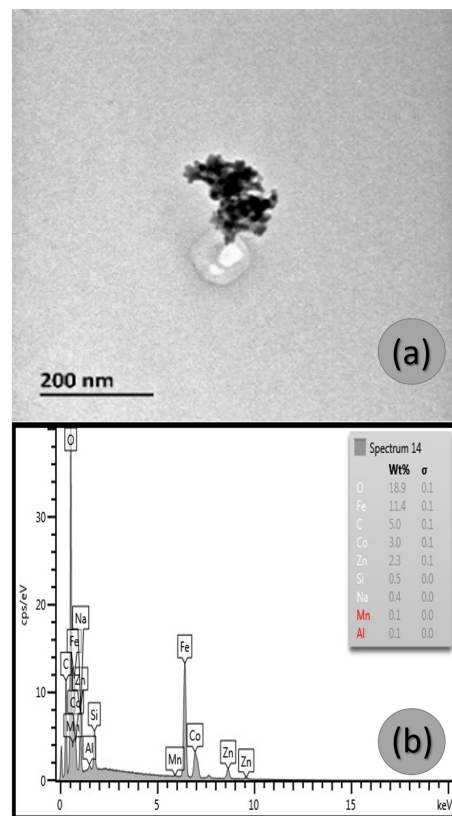 200 nm
(a)
Spectrum 14
Wt% σ
O 18.9 0.1
Fe 11.4 0.1
C 5.0 0.1
Co 3.0 0.1
Zn 2.3 0.1
Si 0.5 0.0
Na 0.4 0.0
Mn 0.1 0.0
Al 0.1 0.0
cps/eV
30
20
10
0
O
Na
Fe
C
Zn
Co
Mn
Si
Al
Mn
Fe
Co
Zn
Zn
0 5 10 15 keV
(b)